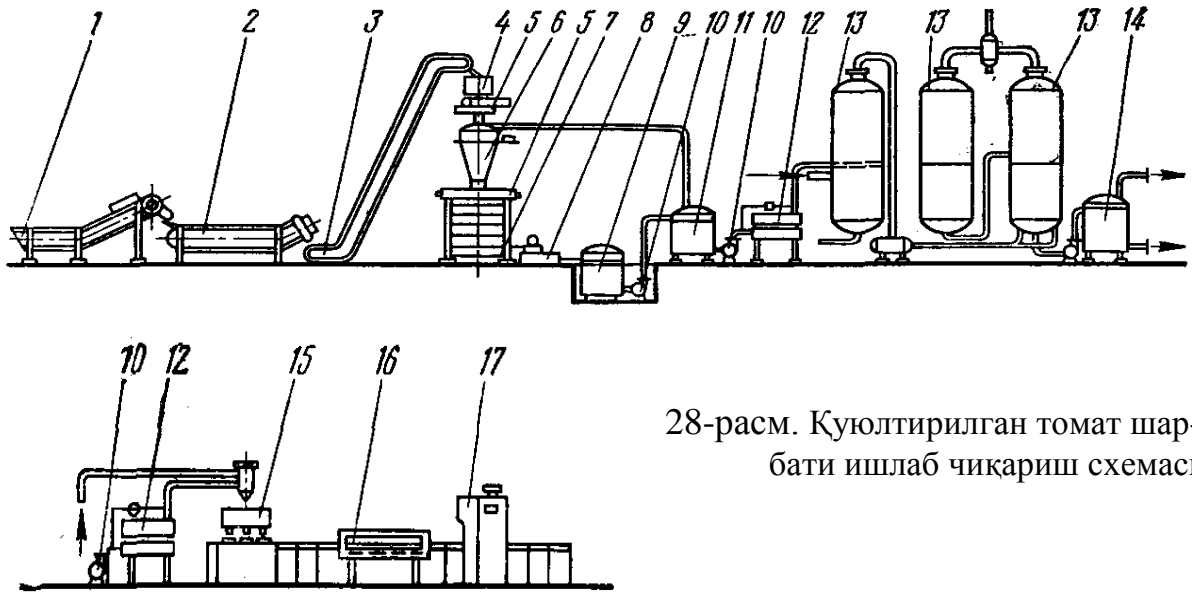 1 2 3 4 5 6 5 7 8 9 10 11 10 12 13 13 13 14
10 12 15 16 17
28-расм. Қуюлтирилган томат шар-
бати ишлаб чиқариш схемаси